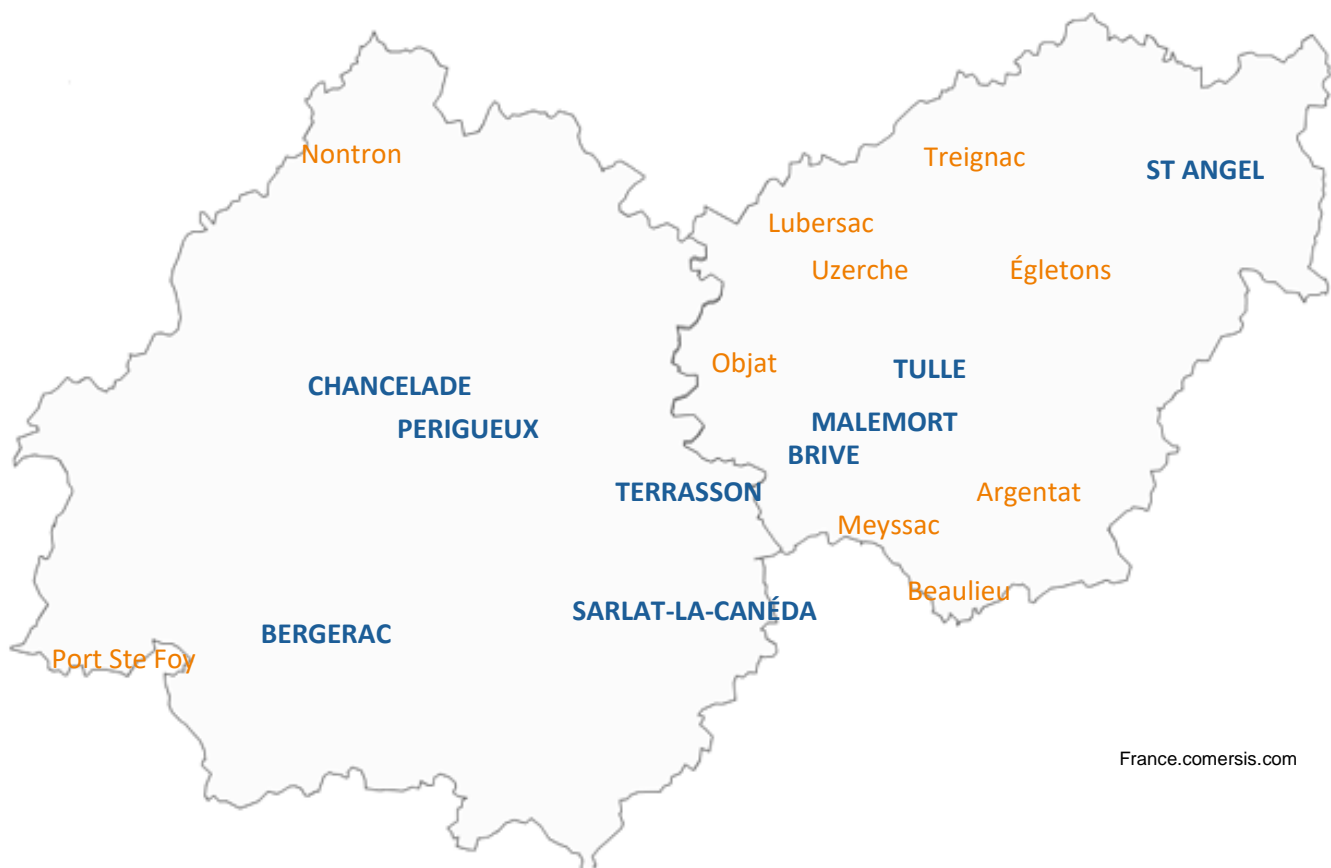 Nontron
Treignac
ST ANGEL
Lubersac
Uzerche
Égletons
Objat
TULLE
CHANCELADE
MALEMORT
PERIGUEUX
BRIVE
TERRASSON
Argentat
Meyssac
Beaulieu
SARLAT-LA-CANÉDA
BERGERAC
Port Ste Foy
France.comersis.com